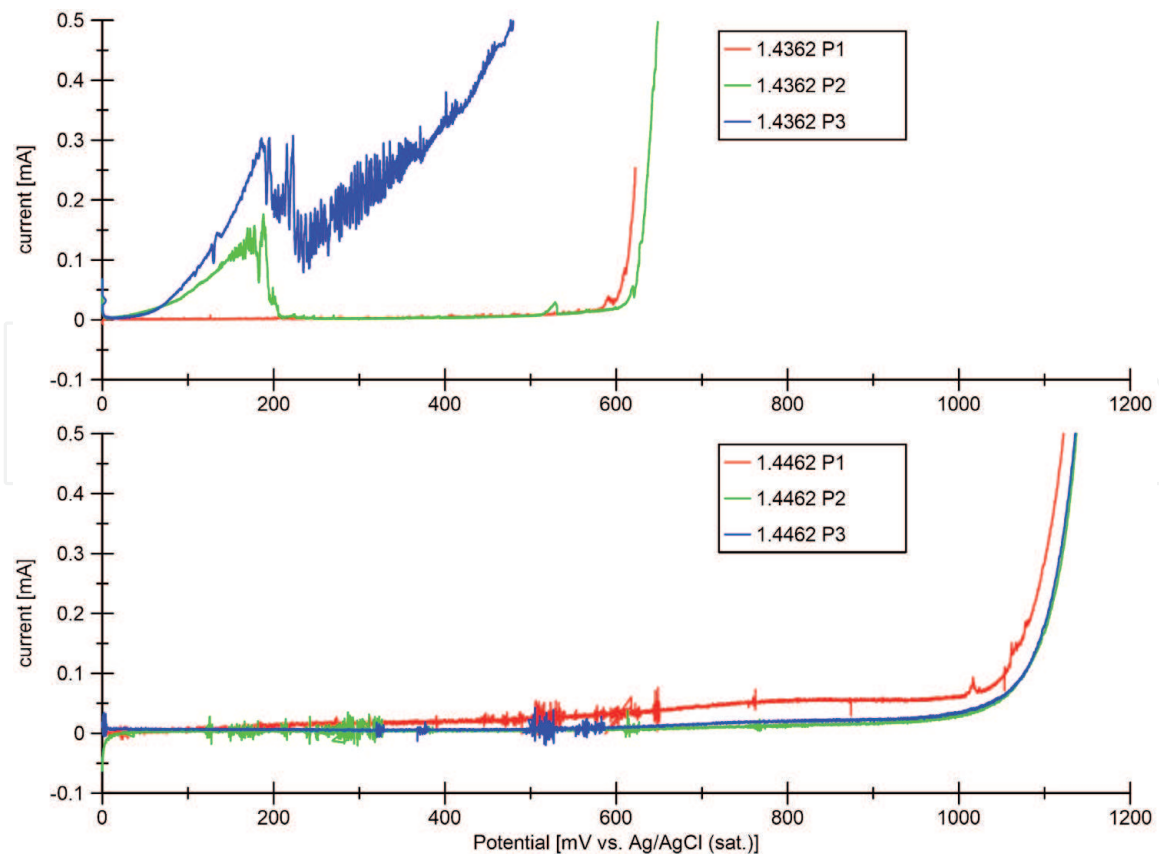 0.5
0.4
0.3
0.2
0.1
0
-0.1
current [mA]
1.4362 P1
1.4362 P2
1.4362 P3
0 200 400 600 800 1000 1200
0.5
0.4
0.3
0.2
0.1
0
-0.1
current [mA]
1.4462 P1
1.4462 P2
1.4462 P3
0 200 400 600 800 1000 1200
Potential [mV vs. Ag/AgCl (sat.)]